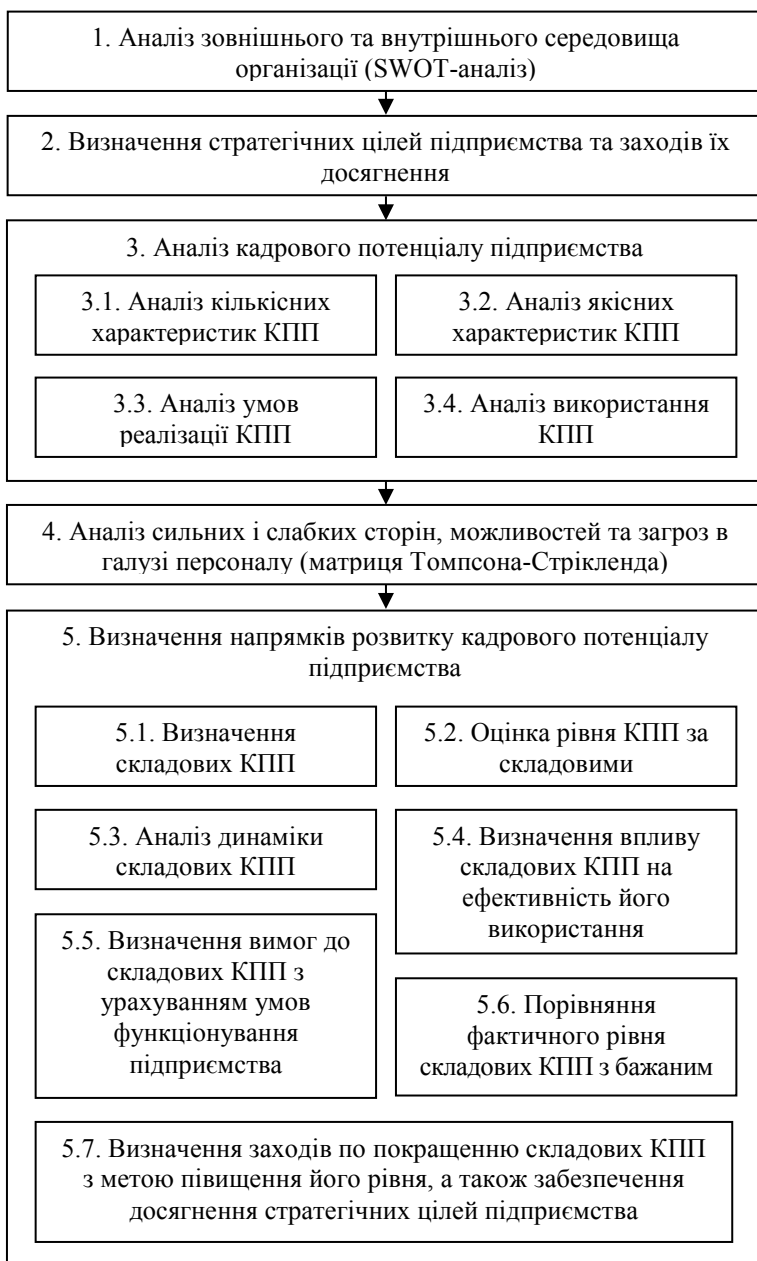 1. Аналіз зовнішнього та внутрішнього середовища
організації (SWOT-аналіз)
2. Визначення стратегічних цілей підприємства та заходів їх
досягнення
3. Аналіз кадрового потенціалу підприємства
3.1. Аналіз кількісних
характеристик КПП
3.2. Аналіз якісних
характеристик КПП
3.3. Аналіз умов
реалізації КПП
3.4. Аналіз використання
КПП
4. Аналіз сильних і слабких сторін, можливостей та загроз в
галузі персоналу (матриця Томпсона-Стрікленда)
5. Визначення напрямків розвитку кадрового потенціалу
підприємства
5.1. Визначення
складових КПП
5.2. Оцінка рівня КПП за
складовими
5.3. Аналіз динаміки
складових КПП
5.4. Визначення впливу
складових КПП на
ефективність його
використання
5.5. Визначення вимог до
складових КПП з
урахуванням умов
функціонування
підприємства
5.6. Порівняння
фактичного рівня
складових КПП з бажаним
5.7. Визначення заходів по покращенню складових КПП
з метою півищення його рівня, а також забезпечення
досягнення стратегічних цілей підприємства